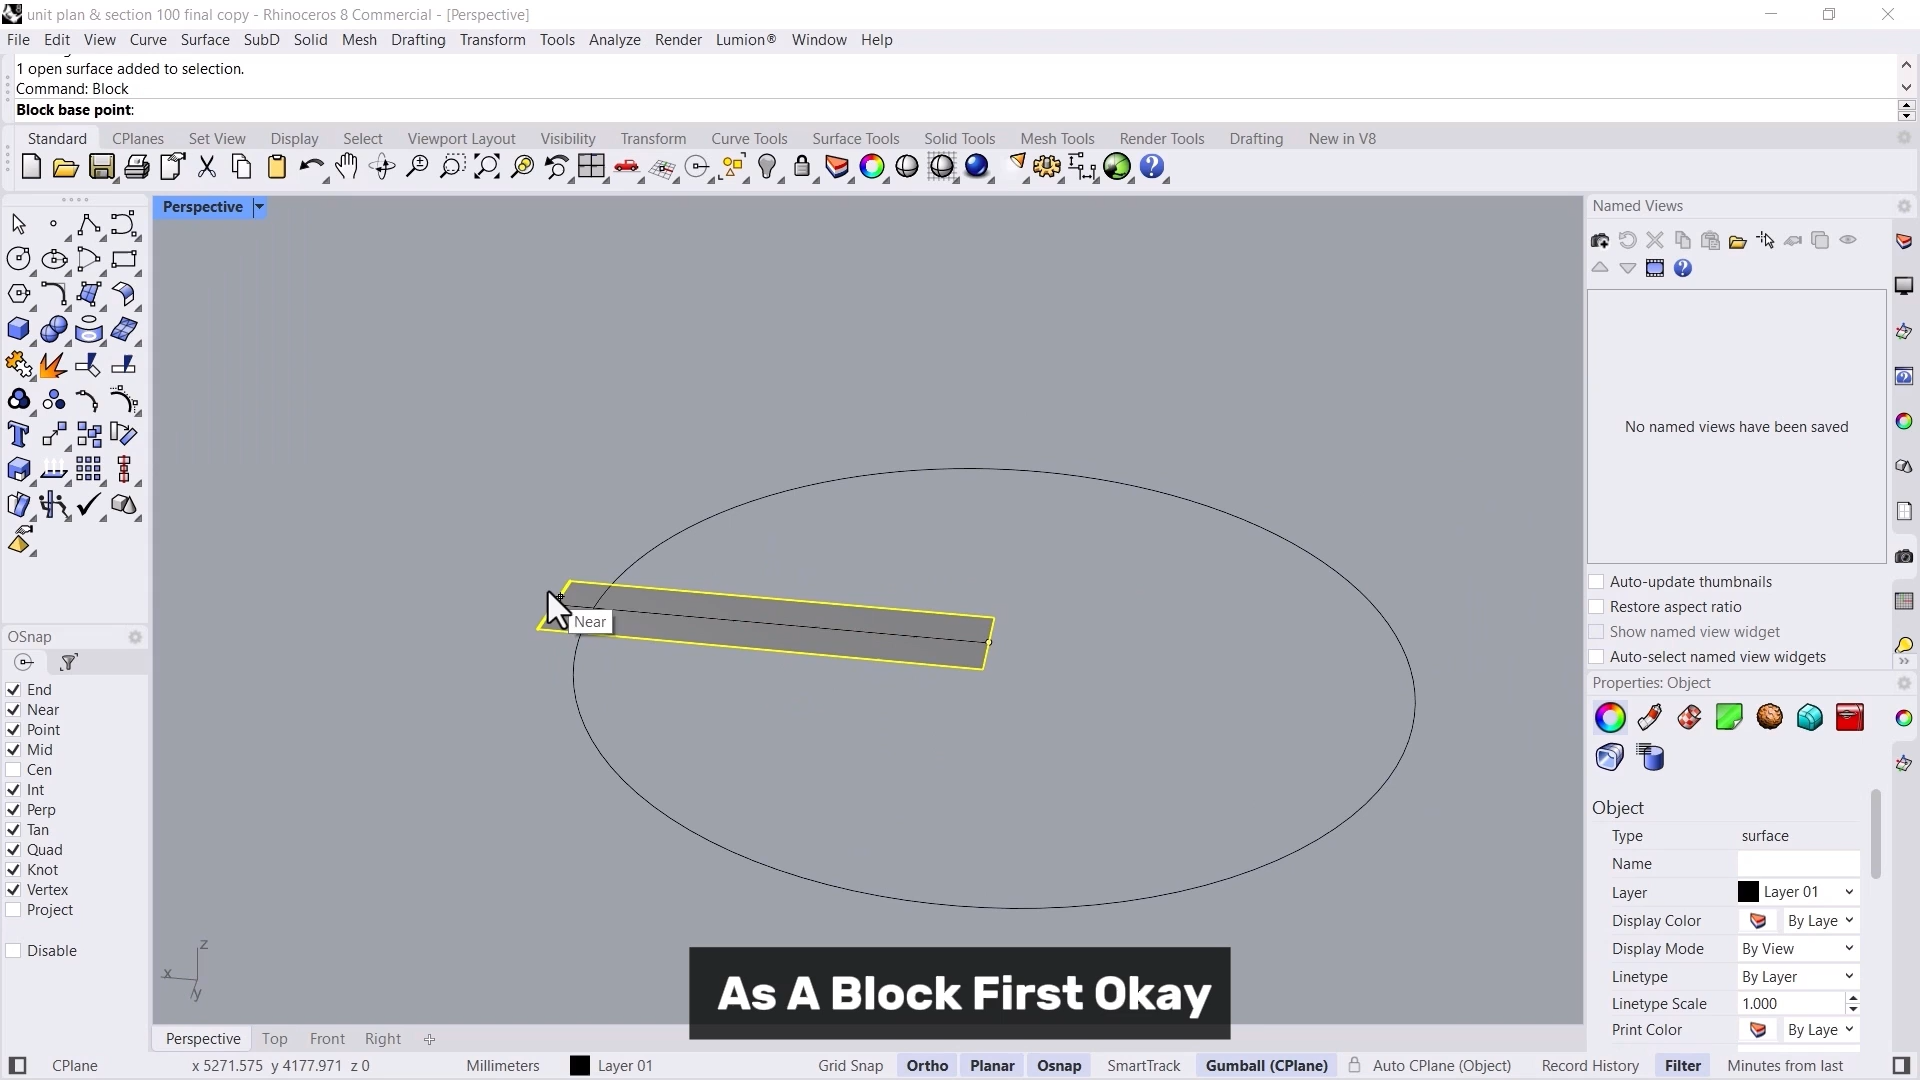 unit plan & section 100 final copy - Rhinoceros 8 Commercial - [Perspective]
File Edit View Curve Surface SubD Solid Mesh Drafting Transform Tools Analyze Render Lumion® Window Help
1 open surface added to selection.
Command: Block
Block base point:
Standard CPlanes Set View Display Select Viewport Layout Visibility Transform Curve Tools Surface Tools Solid Tools Mesh Tools Render Tools Drafting New in V8
Perspective
Near
OSnap
End
Near
Point
Mid
Cen
Int
Perp
Tan
Quad
Knot
Vertex
Project
Disable
z
x
y
As A Block First Okay
Named Views
No named views have been saved
Auto-update thumbnails
Restore aspect ratio
Show named view widget
Auto-select named view widgets
Properties: Object
Object
Type surface
Name
Layer Layer 01
Display Color By Laye
Display Mode By View
Linetype By Layer
Linetype Scale 1.000
Print Color By Laye
Perspective Top Front Right
CPlane x 5271.575 y 4177.971 z 0 Millimeters Layer 01 Grid Snap Ortho Planar Osnap SmartTrack Gumball (CPlane) Auto CPlane (Object) Record History Filter Minutes from last